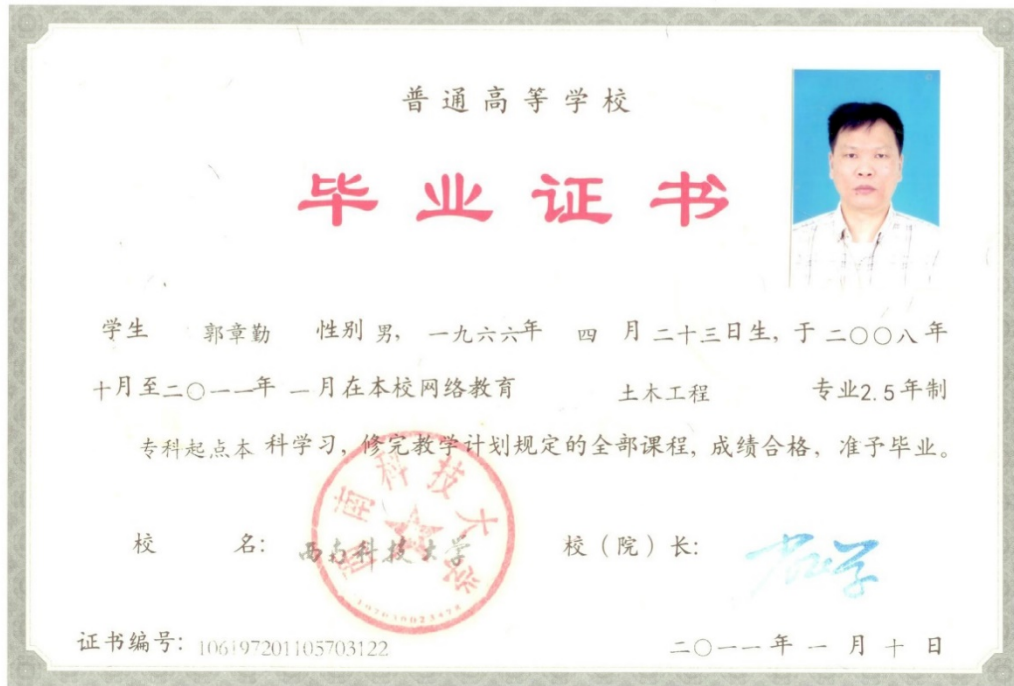 普通高等学校
毕业证书
学生 郭章勤 性别 男, 一九六六年 四 月 二十三日生, 于 二〇〇八 年
十月至二〇一一年 一月在本校网络教育 土木工程 专业2.5年制
专科起点本 科学习, 修完教学计划规定的全部课程, 成绩合格, 准予毕业。
西南科技大学
校 名: 西南科技大学 校(院)长:
证书编号: 106197201105703122 二〇一一年 一 月 十 日